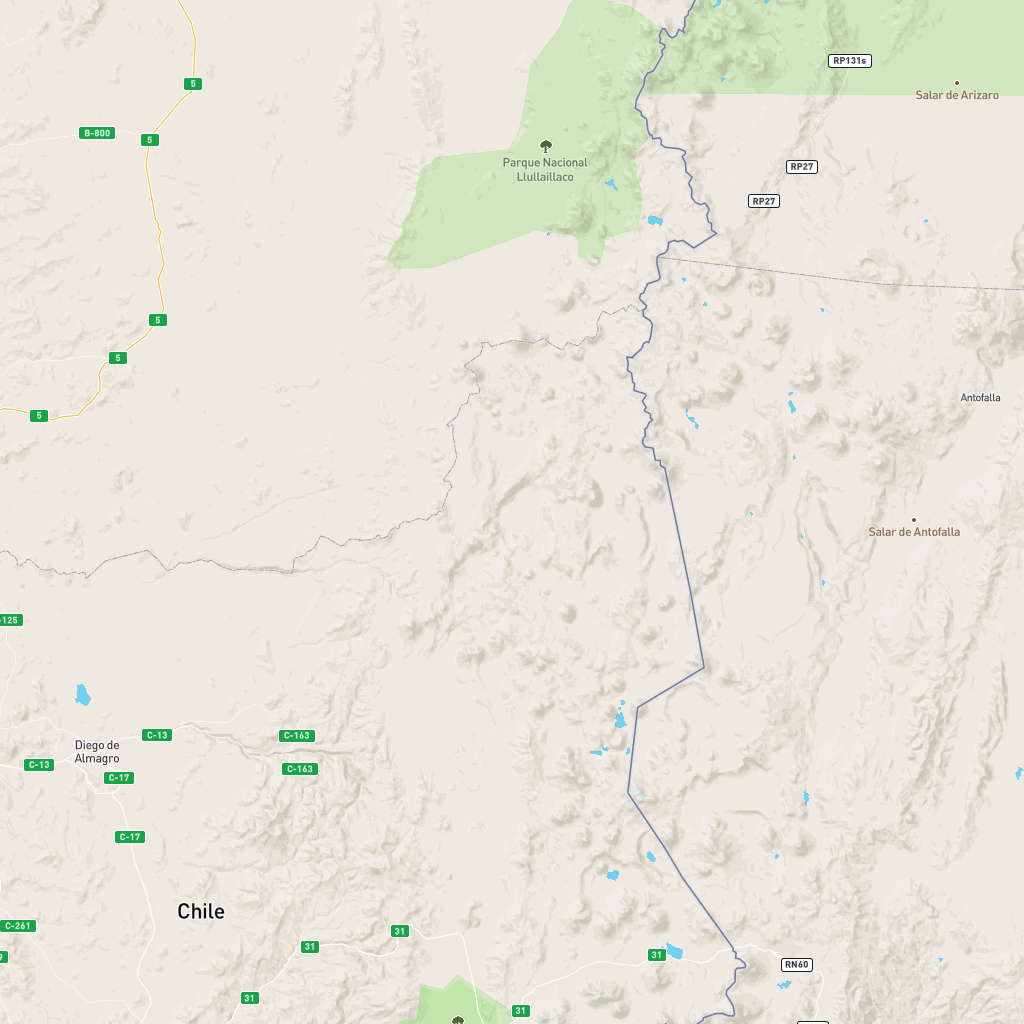 RP131s
5
Salar de Arizaro
B-800
5
Parque Nacional
Llullaillaco
RP27
RP27
5
5
Antofalla
5
Salar de Antofalla
-125
C-13
C-163
Diego de
Almagro
C-13
C-163
C-17
C-17
Chile
C-261
31
31
31
RN60
31
31